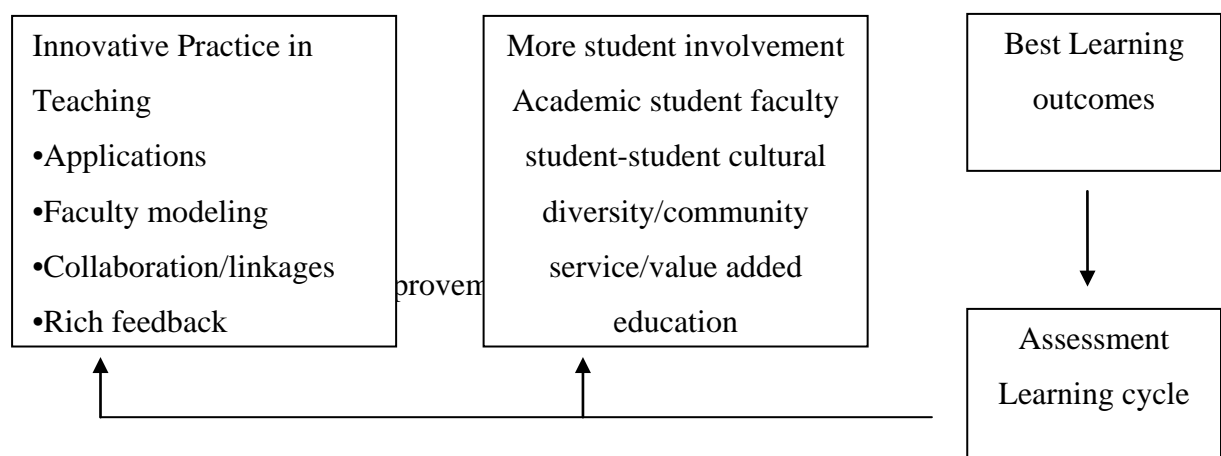 Innovative Practice in
Teaching
•Applications
•Faculty modeling
•Collaboration/linkages
•Rich feedback
More student involvement
Academic student faculty
student-student cultural
diversity/community
service/value added
education
Best Learning
outcomes
Assessment
Learning cycle